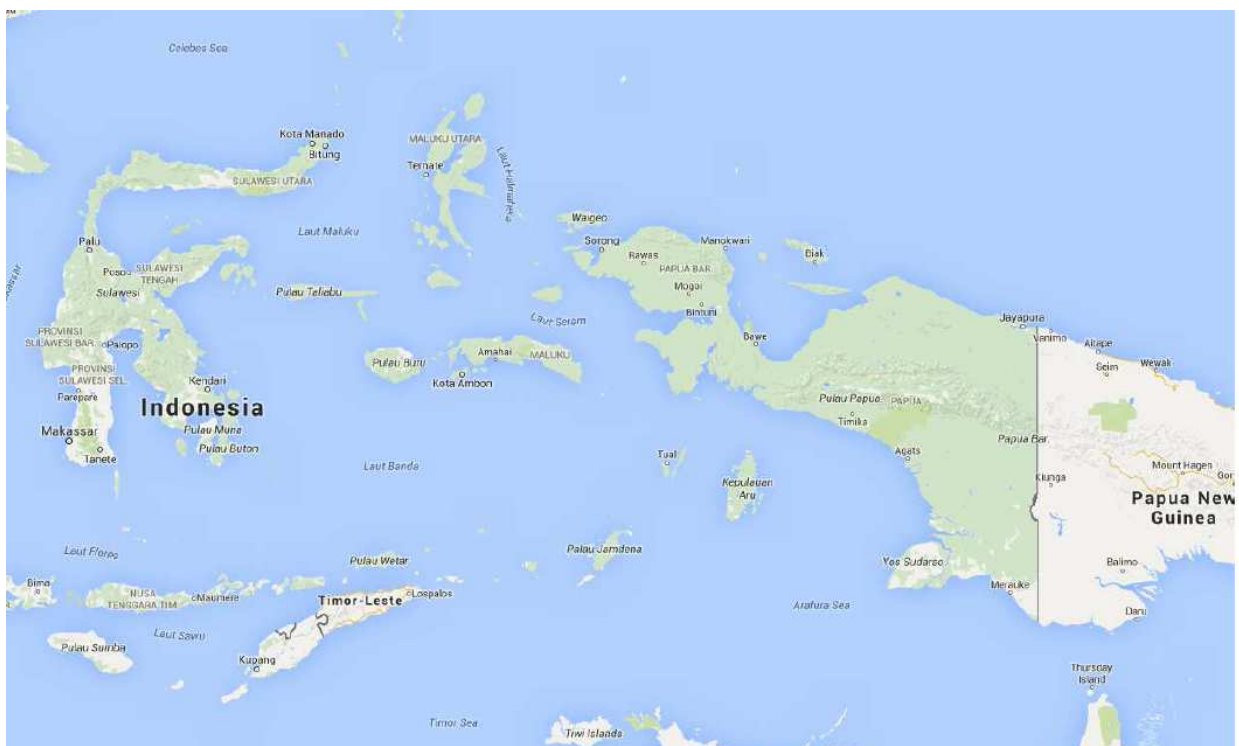 Celebes Sea
Kota Manado
Bitung
MALUKU UTARA
Ternate
Laut Halmahera
SULAWESI UTARA
Waigeo
Laut Maluku
Palu
Sorong
Manokwari
Rawas
Biak
Poso
SULAWESI
TENGAH
PAPUA BAR.
Sulawesi
Pulau Taliabu
Mogoi
Bintuni
Laut Seram
Jayapura
PROVINSI
SULAWESI BAR.
Palopo
Vanimo
Aitape
Amahai
MALUKU
Pulau Buru
Kota Ambon
PROVINSI
SULAWESI SEL.
Seim
Wewak
Kendari
Parepare
Indonesia
Pulau Papua
PAPUA
Timika
Makassar
Pulau Muna
Pulau Buton
Tanete
Papua Bar.
Agats
Tual
Laut Banda
Kepulauan
Aru
Mount Hagen
Kiunga
Papua New
Guinea
Laut Flores
Pulau Wetar
Palau Jamdena
Yos Sudarso
Balimo
Bima
NUSA
TENGGARA TIM
Maumere
Timor-Leste
Lospalos
Merauke
Arafura Sea
Daru
Laut Sawu
Pulau Sumba
Kupang
Thursday
Island
Timor Sea
Tiwi Islands